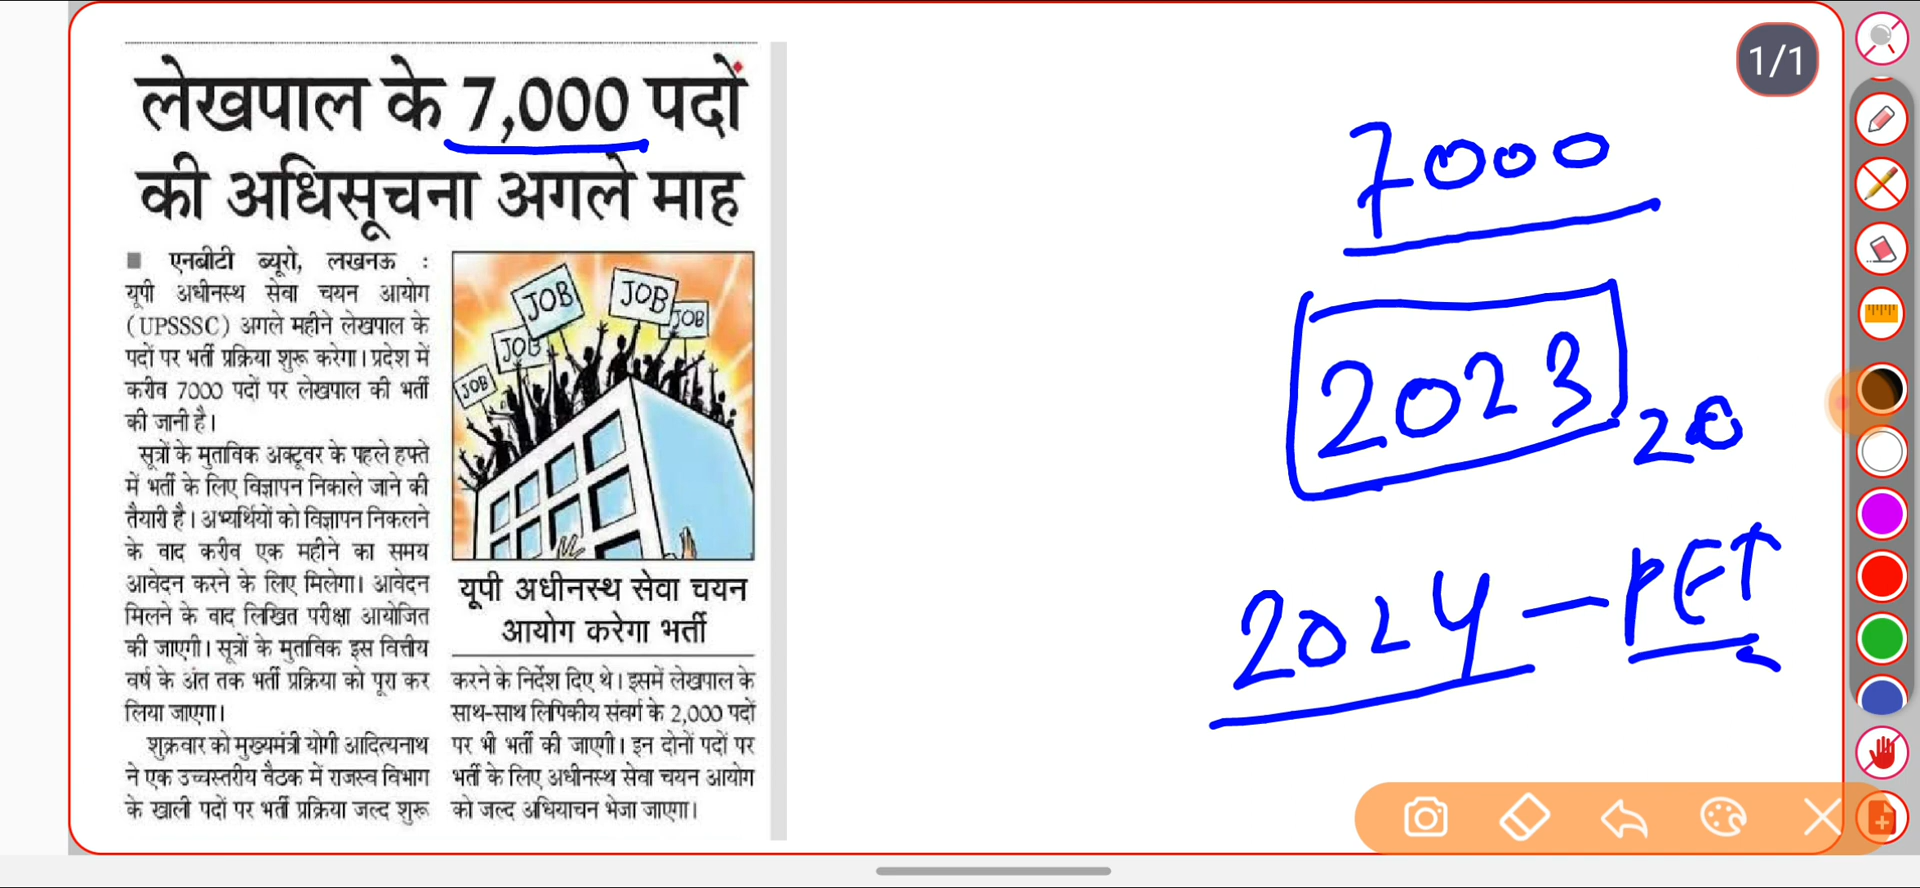 लेखपाल के 7,000 पदों
की अधिसूचना अगले माह
■ एनबीटी ब्यूरो, लखनऊ :
यूपी अधीनस्थ सेवा चयन आयोग
(UPSSSC) अगले महीने लेखपाल के
पदों पर भर्ती प्रक्रिया शुरू करेगा। प्रदेश में
करीब 7000 पदों पर लेखपाल की भर्ती
की जानी है।
सूत्रों के मुताबिक अक्टूबर के पहले हफ्ते
में भर्ती के लिए विज्ञापन निकाले जाने की
तैयारी है। अभ्यर्थियों को विज्ञापन निकलने
के बाद करीब एक महीने का समय
आवेदन करने के लिए मिलेगा। आवेदन
मिलने के बाद लिखित परीक्षा आयोजित
की जाएगी। सूत्रों के मुताबिक इस वित्तीय
वर्ष के अंत तक भर्ती प्रक्रिया को पूरा कर
लिया जाएगा।
शुक्रवार को मुख्यमंत्री योगी आदित्यनाथ
ने एक उच्चस्तरीय बैठक में राजस्व विभाग
के खाली पदों पर भर्ती प्रक्रिया जल्द शुरू
JOB
JOB
JOB
JOB
JOB
यूपी अधीनस्थ सेवा चयन
आयोग करेगा भर्ती
करने के निर्देश दिए थे। इसमें लेखपाल के
साथ-साथ लिपिकीय संवर्ग के 2,000 पदों
पर भी भर्ती की जाएगी। इन दोनों पदों पर
भर्ती के लिए अधीनस्थ सेवा चयन आयोग
को जल्द अधियाचन भेजा जाएगा।
1/1
7000
2023
20
2024 — PET